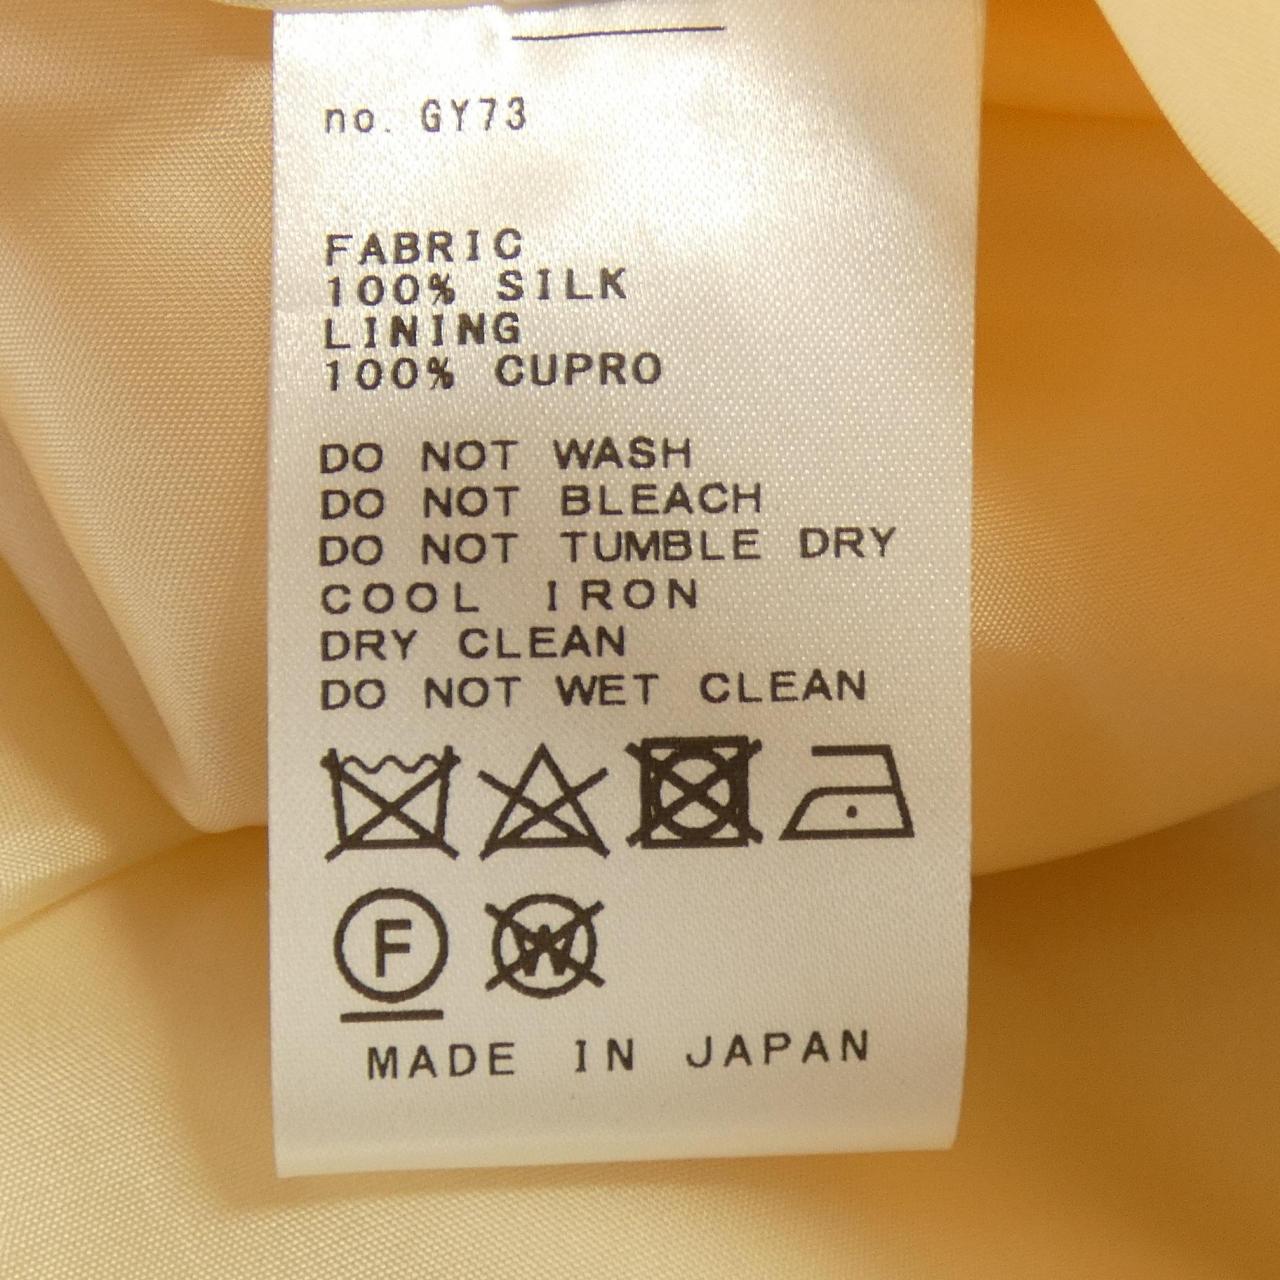 no. GY73
FABRIC
100% SILK
LINING
100% CUPRO
DO NOT WASH
DO NOT BLEACH
DO NOT TUMBLE DRY
COOL IRON
DRY CLEAN
DO NOT WET CLEAN
F W
MADE IN JAPAN